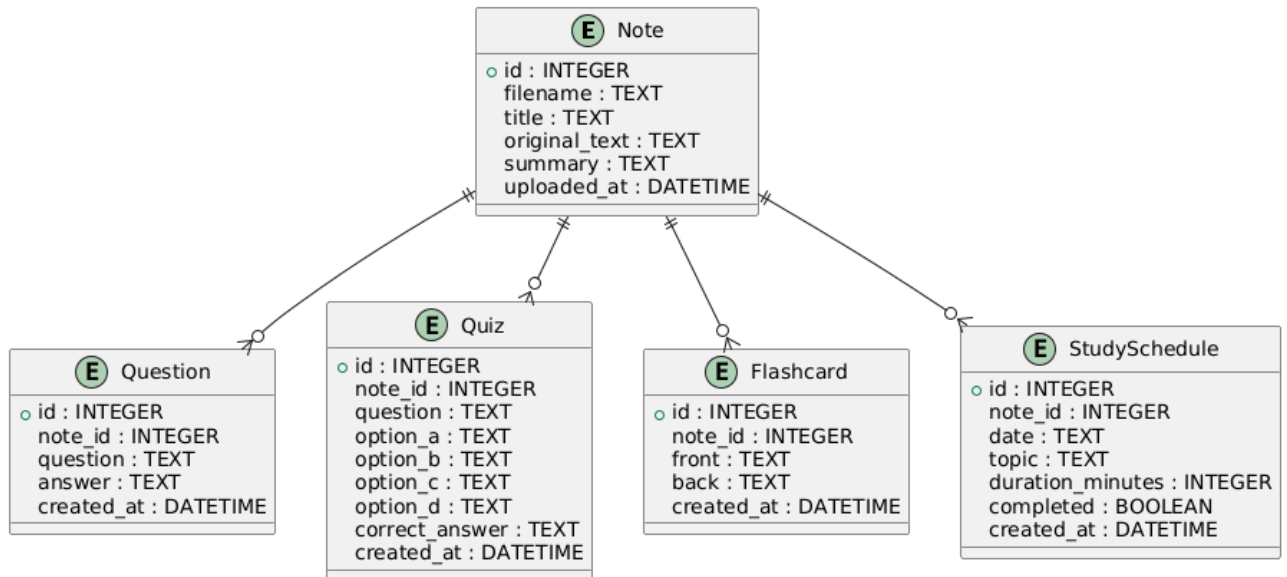 E Note
id : INTEGER
filename : TEXT
title : TEXT
original_text : TEXT
summary : TEXT
uploaded_at : DATETIME
E Question
id : INTEGER
note_id : INTEGER
question : TEXT
answer : TEXT
created_at : DATETIME
E Quiz
id : INTEGER
note_id : INTEGER
question : TEXT
option_a : TEXT
option_b : TEXT
option_c : TEXT
option_d : TEXT
correct_answer : TEXT
created_at : DATETIME
E Flashcard
id : INTEGER
note_id : INTEGER
front : TEXT
back : TEXT
created_at : DATETIME
E StudySchedule
id : INTEGER
note_id : INTEGER
date : TEXT
topic : TEXT
duration_minutes : INTEGER
completed : BOOLEAN
created_at : DATETIME